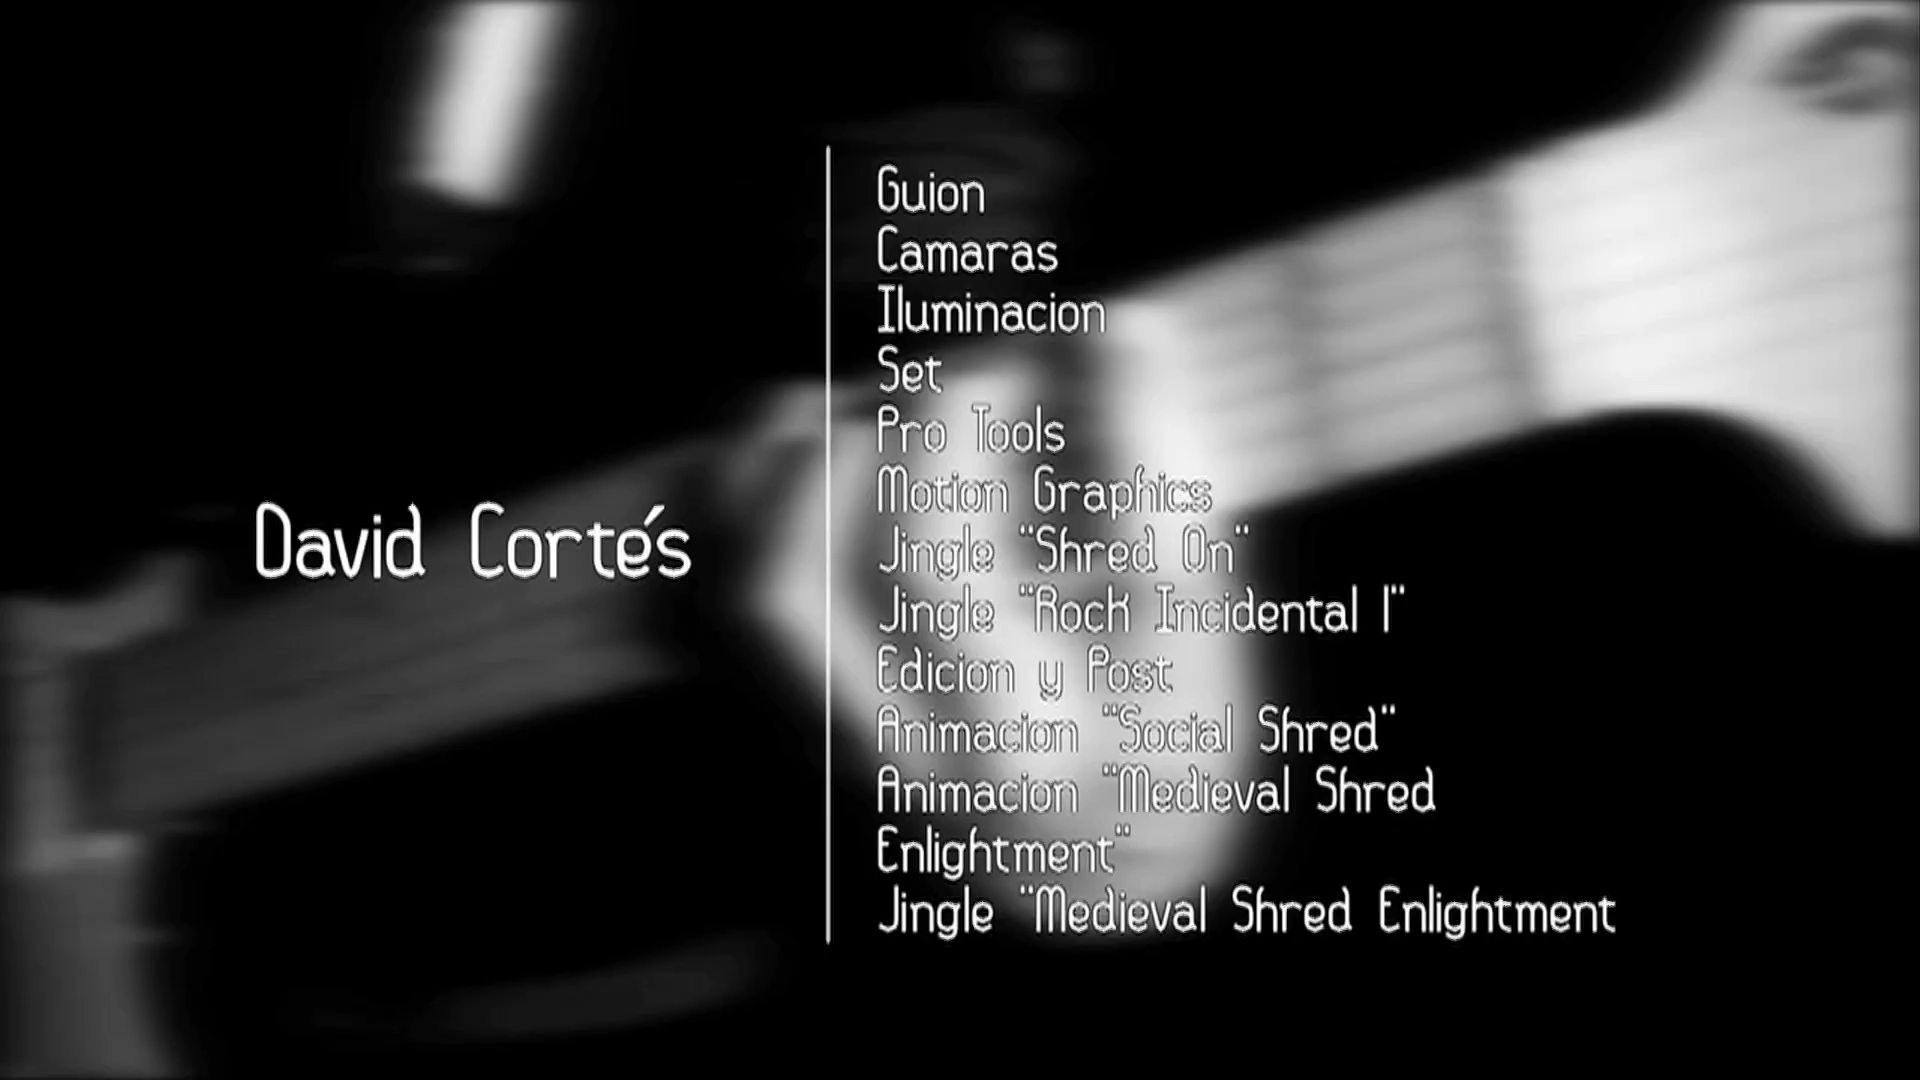 David Cortés
Guion
Camaras
Iluminacion
Set
Pro Tools
Motion Graphics
Jingle "Shred On"
Jingle "Rock Incidental I"
Edicion y Post
Animacion "Social Shred"
Animacion "Medieval Shred
Enlightment"
Jingle "Medieval Shred Enlightment